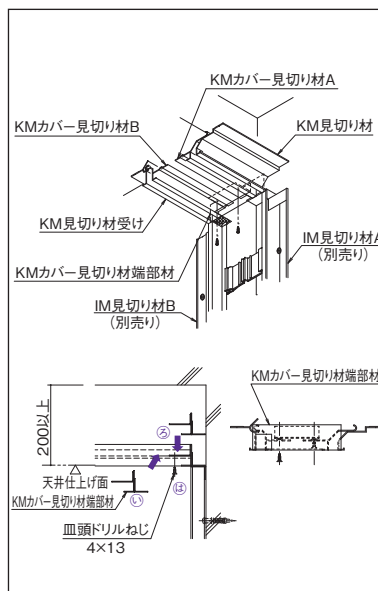 KMカバー見切り材A
KMカバー見切り材B
KM見切り材
KM見切り材受け
KMカバー見切り材端部材
IM見切り材A
(別売り)
IM見切り材B
(別売り)
KMカバー見切り材端部材
200以上
ろ
天井仕上げ面
い
は
KMカバー見切り材端部材
皿頭ドリルねじ
4×13